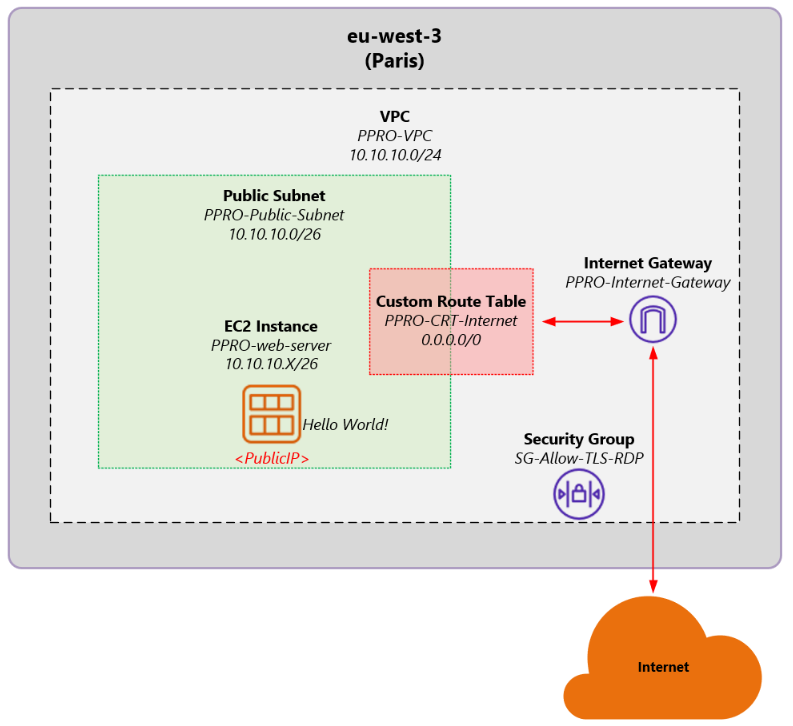 eu-west-3
(Paris)
VPC
PPRO-VPC
10.10.10.0/24
Public Subnet
PPRO-Public-Subnet
10.10.10.0/26
Internet Gateway
PPRO-Internet-Gateway
Custom Route Table
PPRO-CRT-Internet
0.0.0.0/0
EC2 Instance
PPRO-web-server
10.10.10.X/26
Hello World!
<PublicIP>
Security Group
SG-Allow-TLS-RDP
Internet